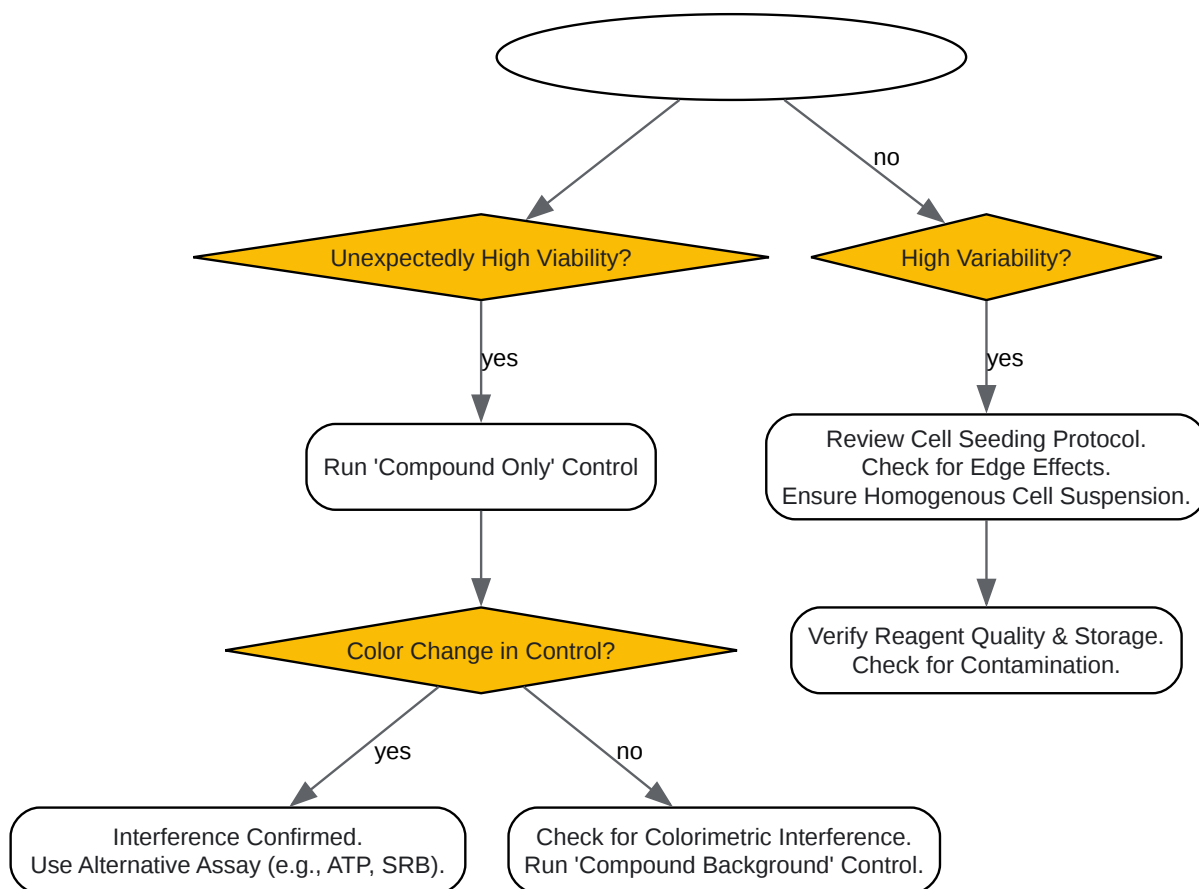 no
Unexpectedly High Viability?
High Variability?
yes
yes
Run 'Compound Only' Control
Review Cell Seeding Protocol.
Check for Edge Effects.
Ensure Homogenous Cell Suspension.
Color Change in Control?
Verify Reagent Quality & Storage.
Check for Contamination.
yes
no
Interference Confirmed.
Use Alternative Assay (e.g., ATP, SRB).
Check for Colorimetric Interference.
Run 'Compound Background' Control.